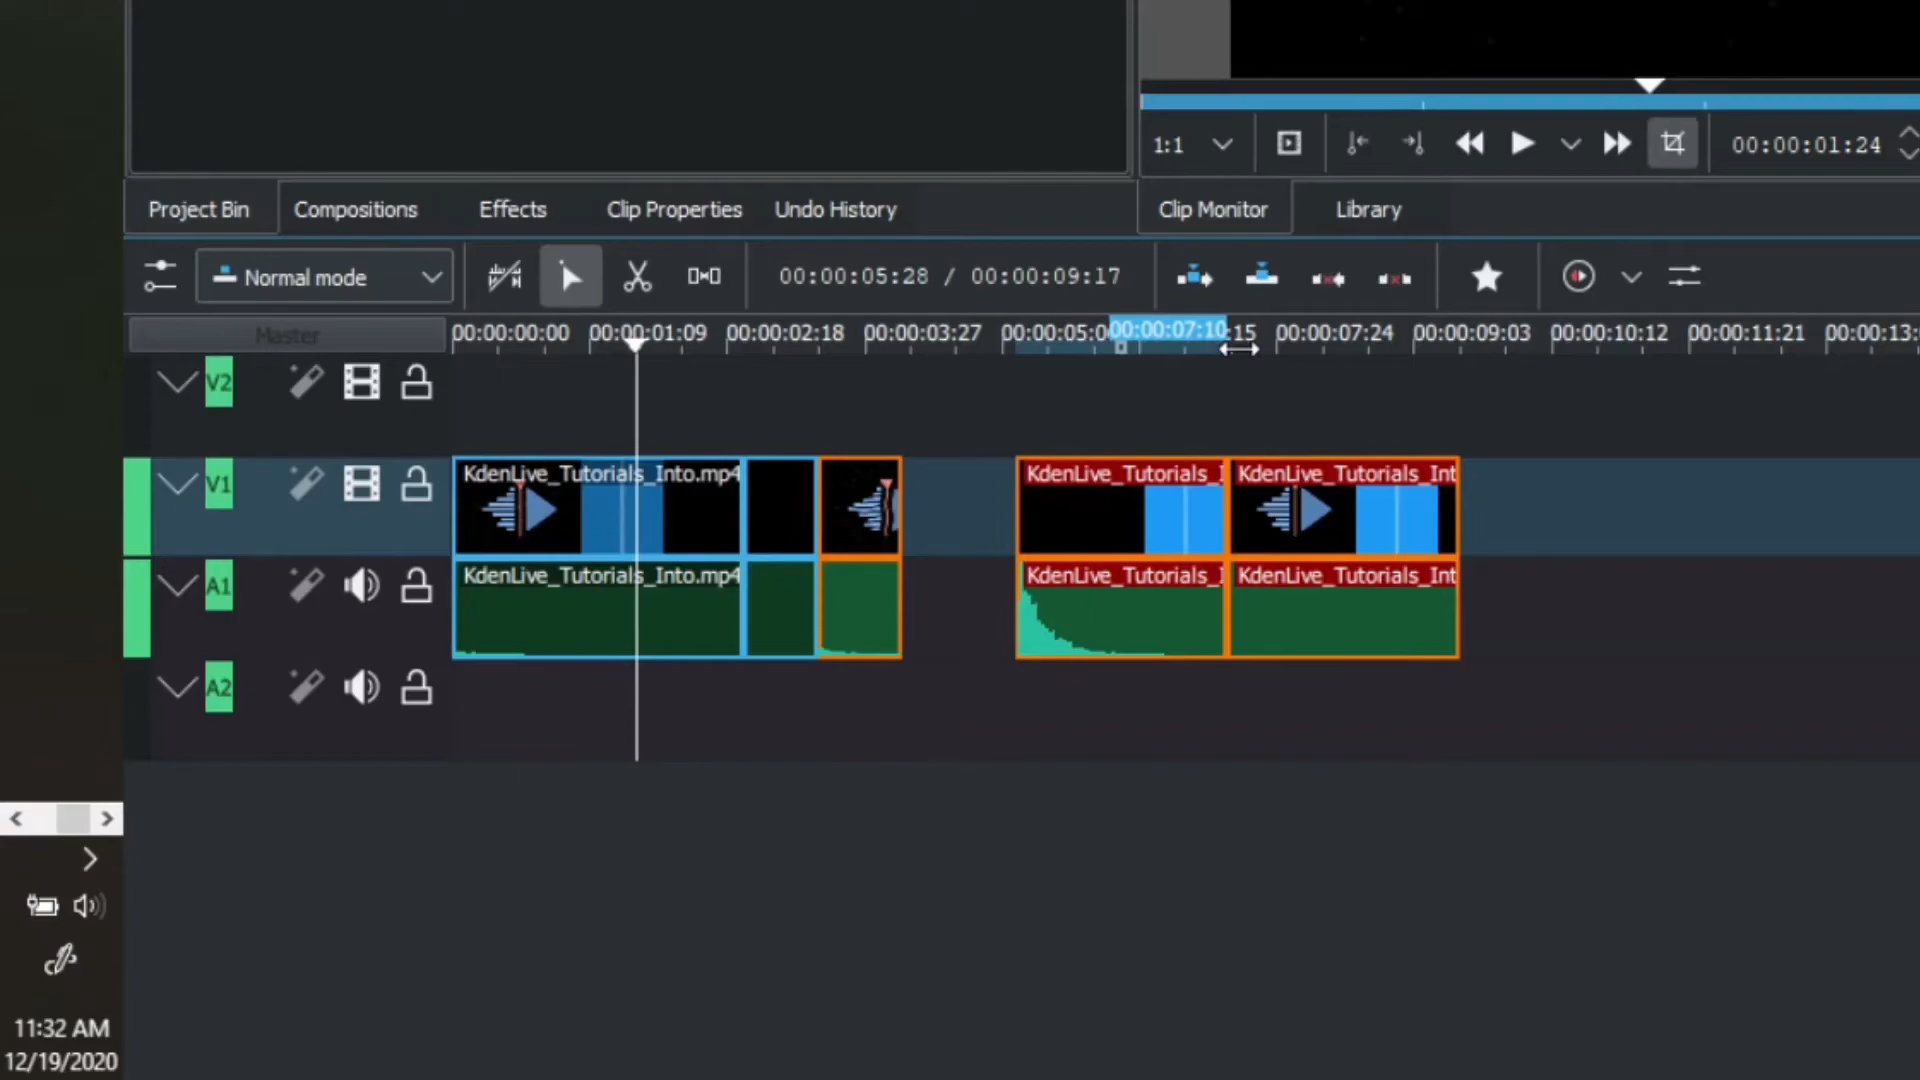 1:1
00:00:01:24
Project Bin
Compositions
Effects
Clip Properties
Undo History
Clip Monitor
Library
Normal mode
00:00:05:28 / 00:00:09:17
Master
00:00:00:00
00:00:01:09
00:00:02:18
00:00:03:27
00:00:05:0
00:00:07:10
:15
00:00:07:24
00:00:09:03
00:00:10:12
00:00:11:21
00:00:13:
V2
V1
KdenLive_Tutorials_Into.mp4
KdenLive_Tutorials_I
KdenLive_Tutorials_Int
A1
KdenLive_Tutorials_Into.mp4
KdenLive_Tutorials_I
KdenLive_Tutorials_Int
A2
11:32 AM
12/19/2020